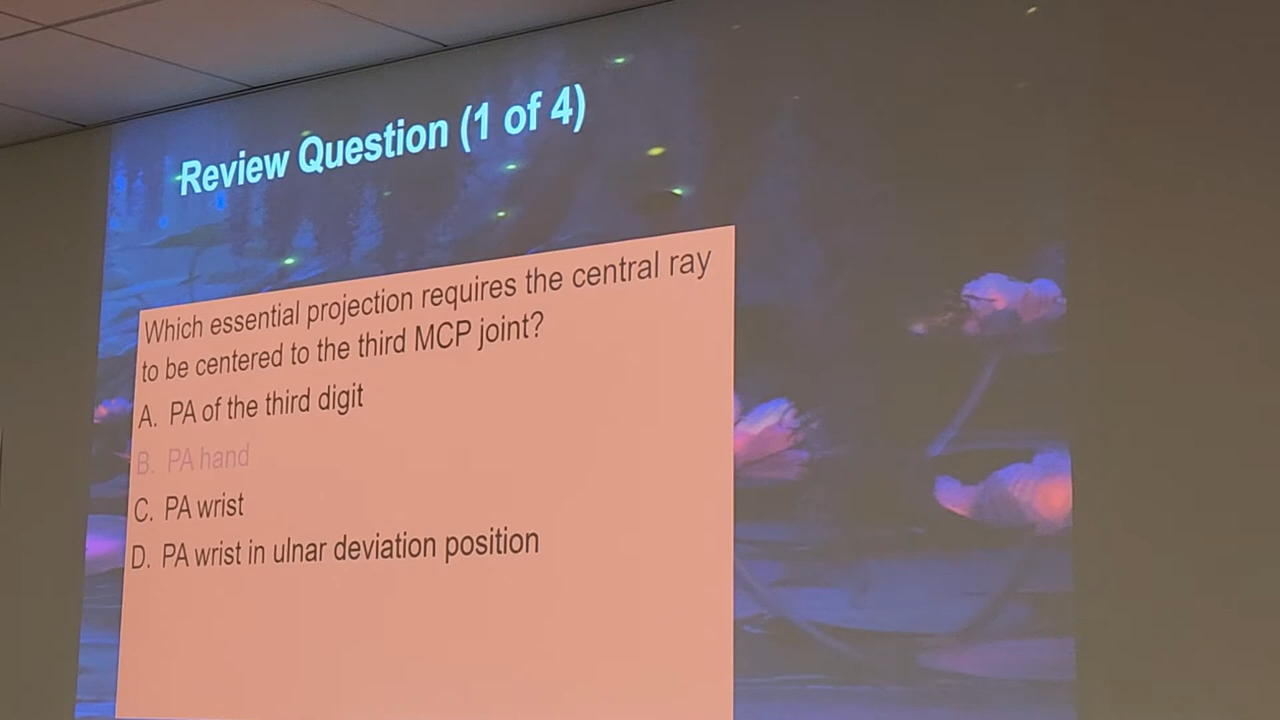 Review Question (1 of 4)
Which essential projection requires the central ray
to be centered to the third MCP joint?
A. PA of the third digit
B. PA hand
C. PA wrist
D. PA wrist in ulnar deviation position